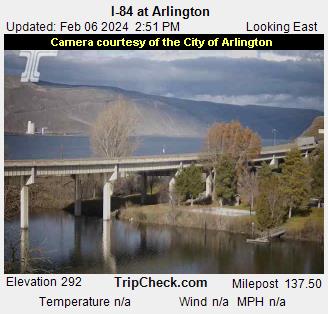 I-84 at Arlington
Updated: Feb 06 2024 2:51 PM Looking East
Camera courtesy of the City of Arlington
Elevation 292 TripCheck.com Milepost 137.50
Temperature n/a Wind n/a MPH n/a